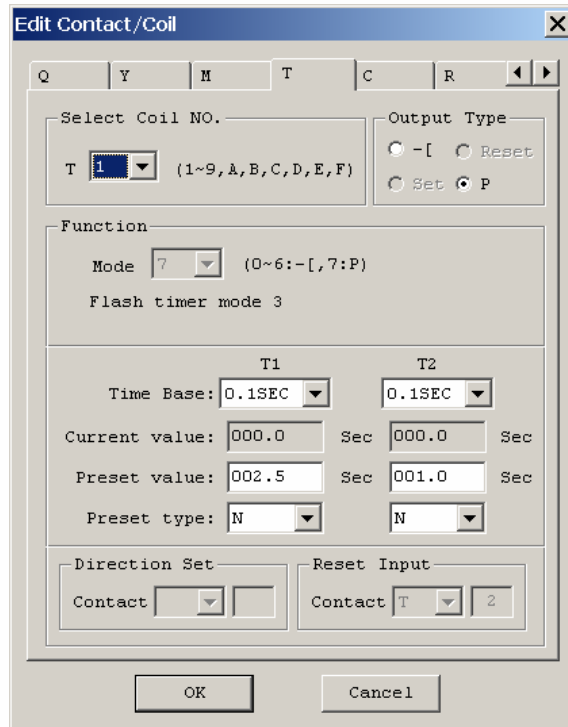 Edit Contact/Coil
Q Y M T C R
Select Coil NO.
T 1 (1~9,A,B,C,D,E,F)
Output Type
-[ Reset
Set P
Function
Mode 7 (0~6:-[,7:P)
Flash timer mode 3
T1 T2
Time Base: 0.1SEC 0.1SEC
Current value: 000.0 Sec 000.0 Sec
Preset value: 002.5 Sec 001.0 Sec
Preset type: N N
Direction Set
Contact
Reset Input
Contact T 2
OK Cancel